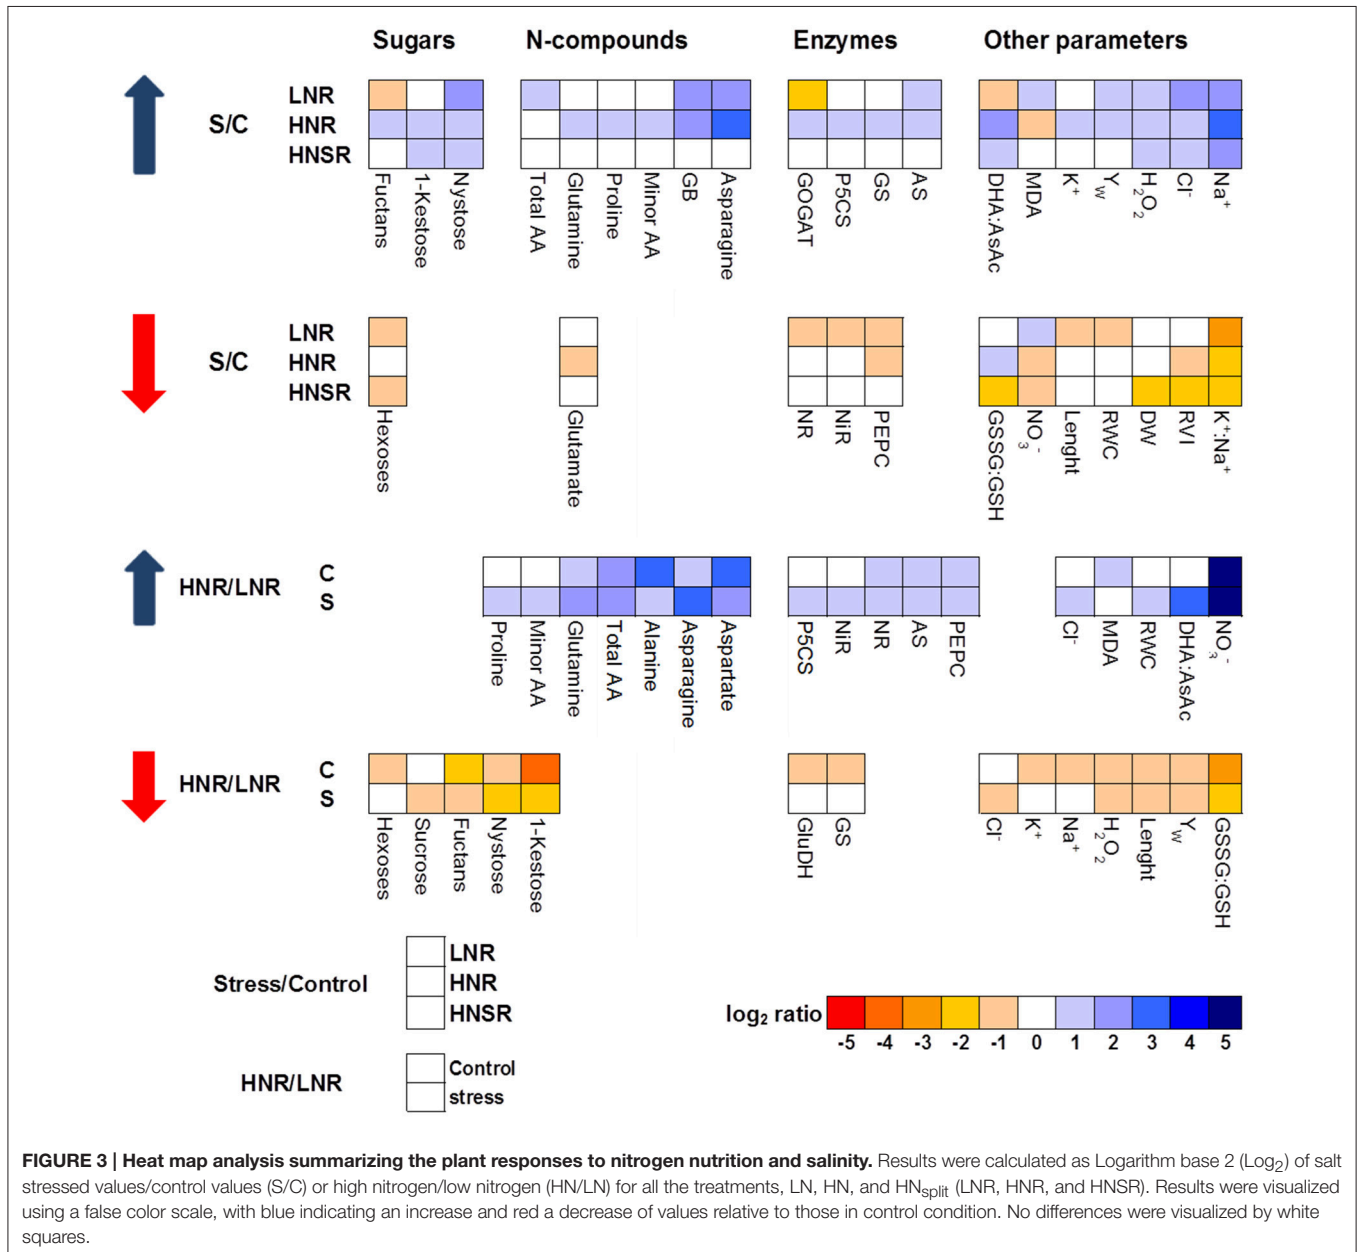 Sugars N-compounds Enzymes Other parameters
S/C
LNR
HNR
HNSR
Fuctans
1-Kestose
Nystose
Total AA
Glutamine
Proline
Minor AA
GB
Asparagine
GOGAT
P5CS
GS
AS
DHA:AsAc
MDA
K⁺
Yw
H₂O₂
Cl⁻
Na⁺
S/C
LNR
HNR
HNSR
Hexoses
Glutamate
NR
NiR
PEPC
GSSG:GSH
NO₃⁻
Lenght
RWC
DW
RVI
K⁺:Na⁺
HNR/LNR
C
S
Proline
Minor AA
Glutamine
Total AA
Alanine
Asparagine
Aspartate
P5CS
NiR
NR
AS
PEPC
Cl⁻
MDA
RWC
DHA:AsAc
NO₃⁻
HNR/LNR
C
S
Hexoses
Sucrose
Fuctans
Nystose
1-Kestose
GluDH
GS
Cl⁻
K⁺
Na⁺
H₂O₂
Lenght
Yw
GSSG:GSH
Stress/Control
LNR
HNR
HNSR
HNR/LNR
Control
stress
log₂ ratio
-5 -4 -3 -2 -1 0 1 2 3 4 5
FIGURE 3 | Heat map analysis summarizing the plant responses to nitrogen nutrition and salinity. Results were calculated as Logarithm base 2 (Log₂) of salt
stressed values/control values (S/C) or high nitrogen/low nitrogen (HN/LN) for all the treatments, LN, HN, and HNsplit (LNR, HNR, and HNSR). Results were visualized
using a false color scale, with blue indicating an increase and red a decrease of values relative to those in control condition. No differences were visualized by white
squares.